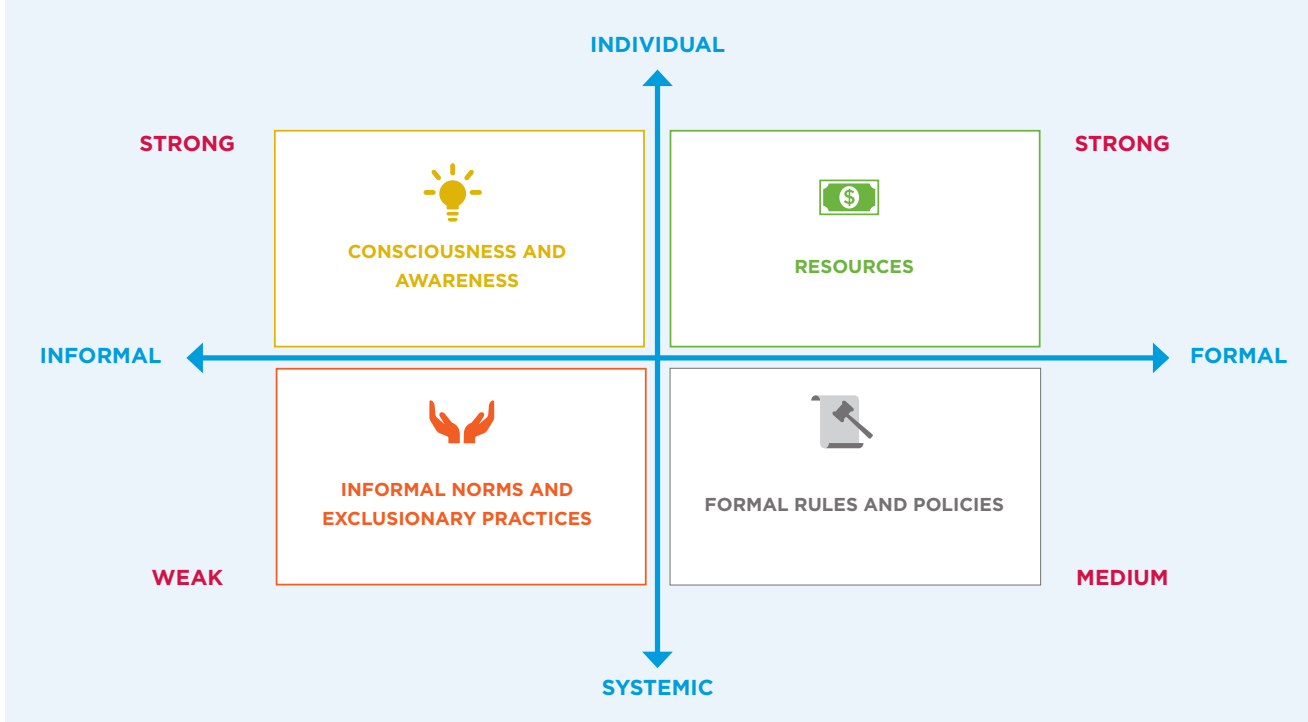 INDIVIDUAL
STRONG
STRONG
$
CONSCIOUSNESS AND
AWARENESS
RESOURCES
INFORMAL
FORMAL
INFORMAL NORMS AND
EXCLUSIONARY PRACTICES
FORMAL RULES AND POLICIES
WEAK
MEDIUM
SYSTEMIC